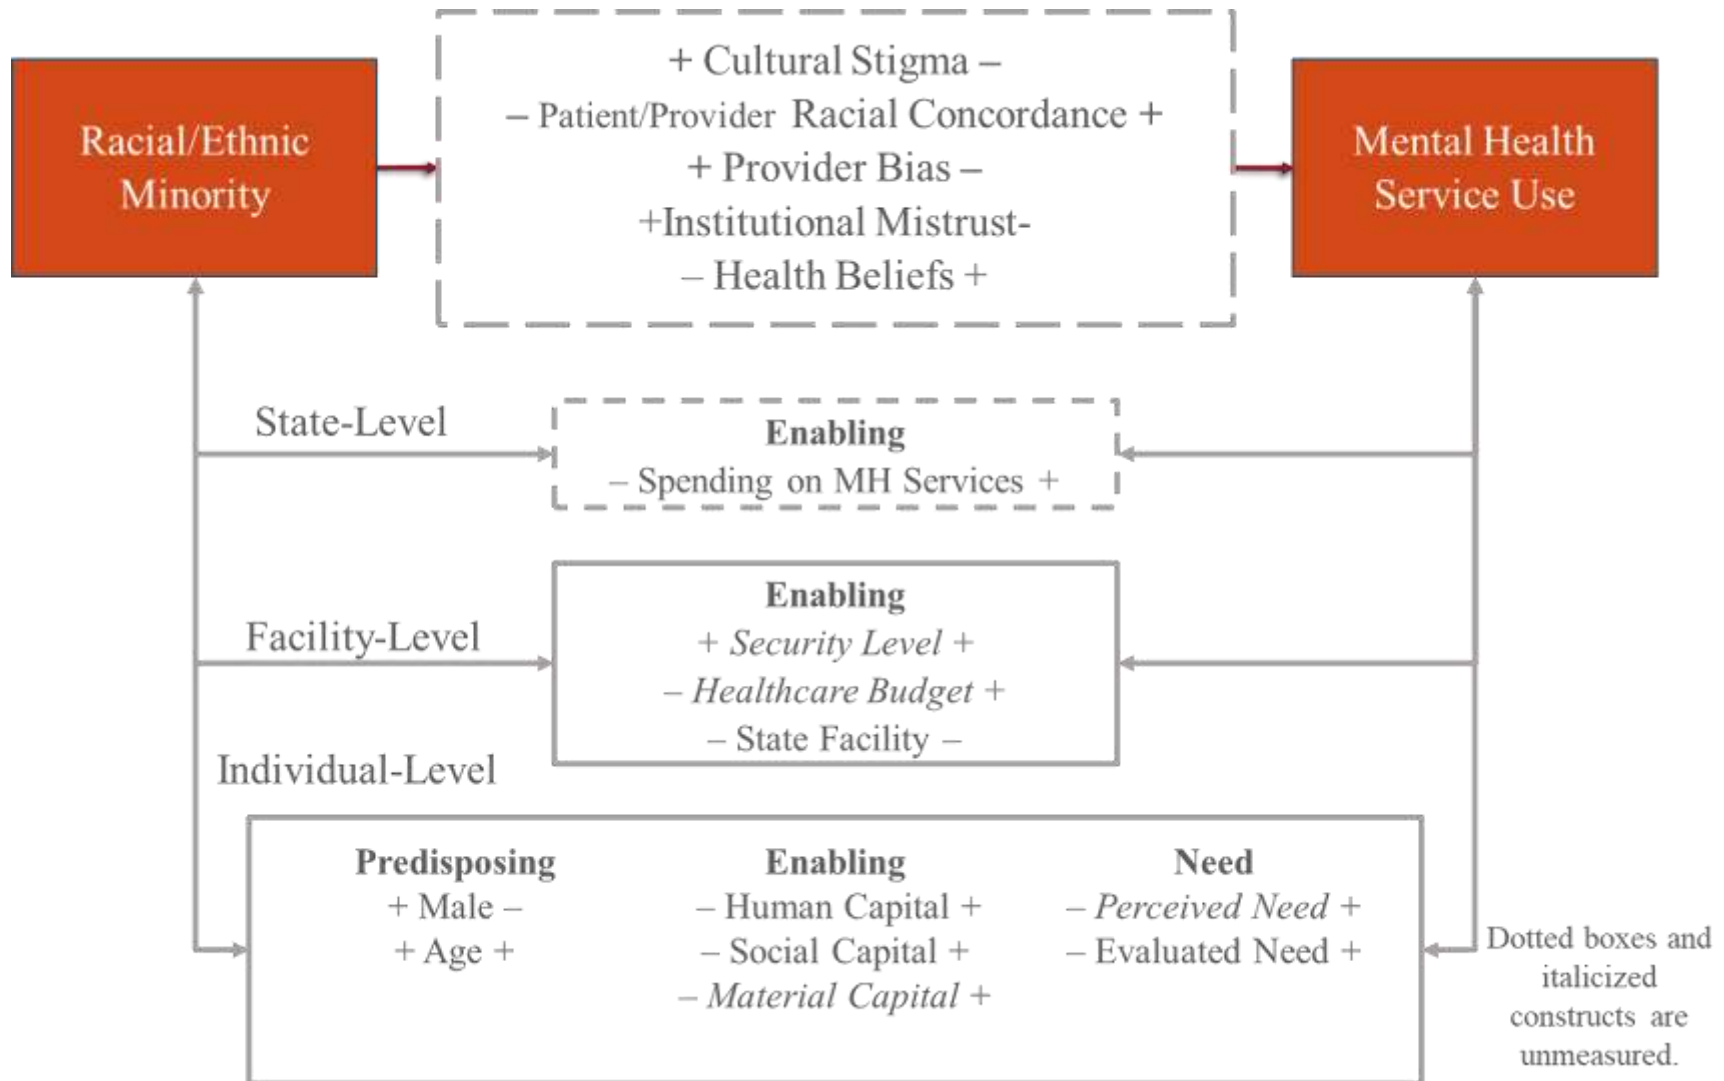 Racial/Ethnic
Minority
+ Cultural Stigma –
– Patient/Provider Racial Concordance +
+ Provider Bias –
+Institutional Mistrust-
– Health Beliefs +
Mental Health
Service Use
State-Level
Enabling
– Spending on MH Services +
Facility-Level
Enabling
+ Security Level +
– Healthcare Budget +
– State Facility –
Individual-Level
Predisposing
+ Male –
+ Age +
Enabling
– Human Capital +
– Social Capital +
– Material Capital +
Need
– Perceived Need +
– Evaluated Need +
Dotted boxes and
italicized
constructs are
unmeasured.